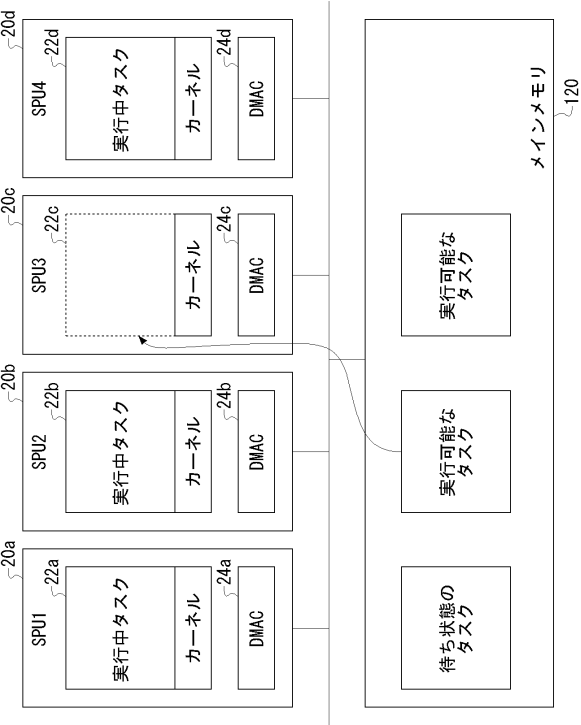 20a
SPU1
22a
実行中タスク
カーネル
24a
DMAC
20b
SPU2
22b
実行中タスク
カーネル
24b
DMAC
20c
SPU3
22c
カーネル
24c
DMAC
20d
SPU4
22d
実行中タスク
カーネル
24d
DMAC
待ち状態の
タスク
実行可能な
タスク
実行可能な
タスク
メインメモリ
120